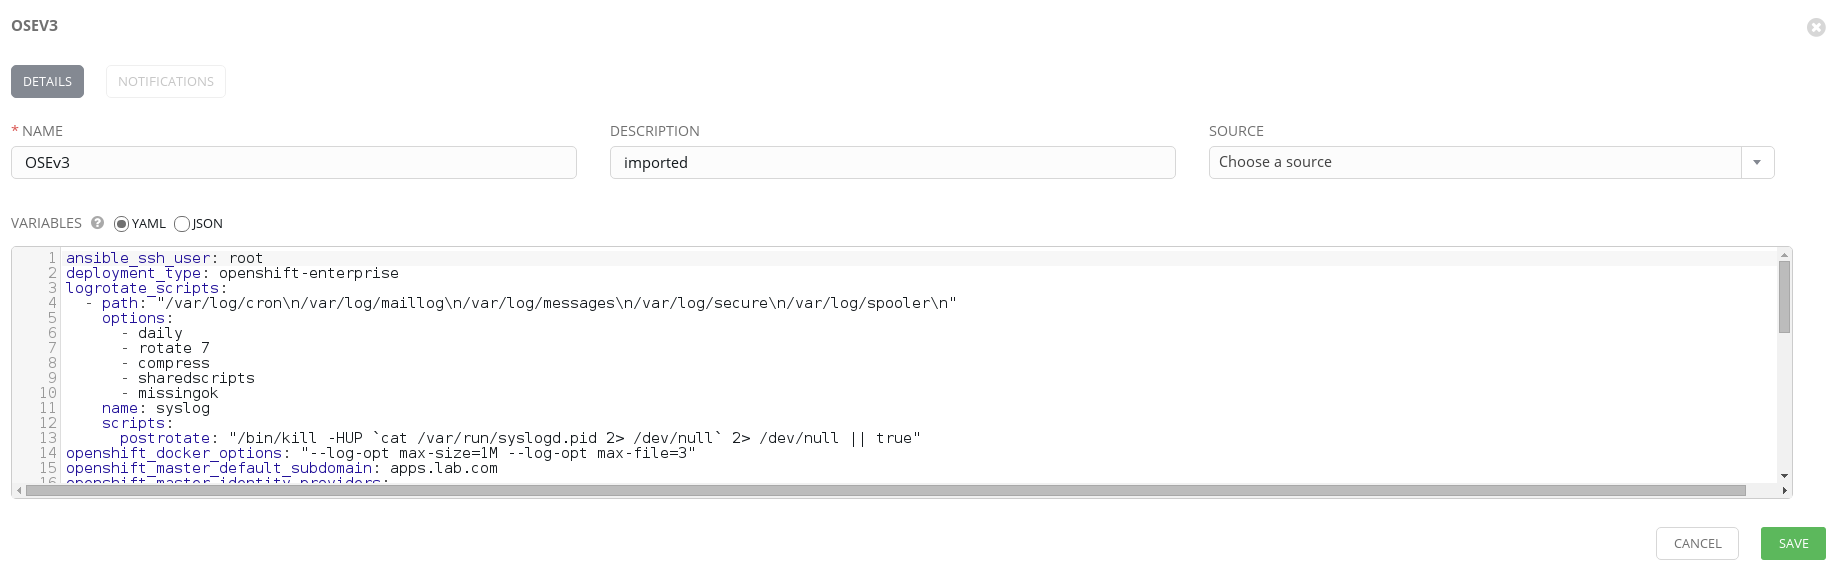 OSEV3
DETAILS NOTIFICATIONS
* NAME DESCRIPTION SOURCE
OSEv3 imported Choose a source
VARIABLES ? YAML JSON
1 ansible_ssh_user: root
2 deployment_type: openshift-enterprise
3 logrotate_scripts:
4   - path: "/var/log/cron\n/var/log/maillog\n/var/log/messages\n/var/log/secure\n/var/log/spooler\n"
5     options:
6       - daily
7       - rotate 7
8       - compress
9       - sharedscripts
10       - missingok
11     name: syslog
12     scripts:
13       postrotate: "/bin/kill -HUP `cat /var/run/syslogd.pid 2> /dev/null` 2> /dev/null || true"
14 openshift_docker_options: "--log-opt max-size=1M --log-opt max-file=3"
15 openshift_master_default_subdomain: apps.lab.com
16 openshift_master_identity_providers:
CANCEL SAVE